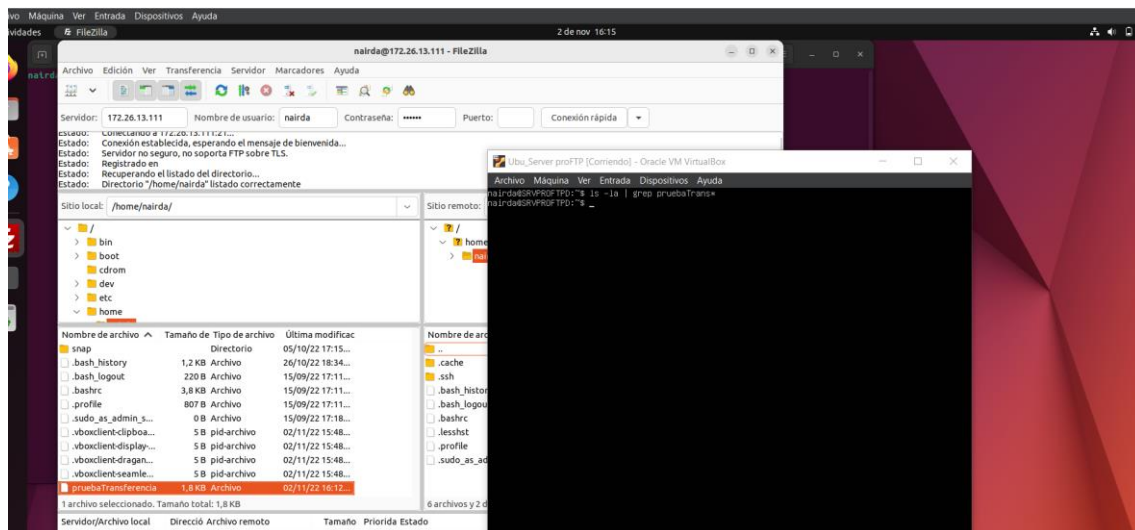 ivo Máquina Ver Entrada Dispositivos Ayuda
ividades FileZilla 2 de nov 16:15
nairda@172.26.13.111 - FileZilla
naird
Archivo Edición Ver Transferencia Servidor Marcadores Ayuda
Servidor: 172.26.13.111 Nombre de usuario: nairda Contraseña: •••••• Puerto: Conexión rápida
Estado: Conectando a 172.26.13.111:21...
Estado: Conexión establecida, esperando el mensaje de bienvenida...
Estado: Servidor no seguro, no soporta FTP sobre TLS.
Estado: Registrado en
Estado: Recuperando el listado del directorio...
Estado: Directorio "/home/nairda" listado correctamente
Sitio local: /home/nairda/ Sitio remoto:
/
bin
boot
cdrom
dev
etc
home
/
home
nai
Nombre de archivo Tamaño de Tipo de archivo Última modificac
snap Directorio 05/10/22 17:15...
.bash_history 1,2 KB Archivo 26/10/22 18:34...
.bash_logout 220 B Archivo 15/09/22 17:11...
.bashrc 3,8 KB Archivo 15/09/22 17:11...
.profile 807 B Archivo 15/09/22 17:11...
.sudo_as_admin_s... 0 B Archivo 15/09/22 17:18...
.vboxclient-clipboa... 5 B pid-archivo 02/11/22 15:48...
.vboxclient-display-... 5 B pid-archivo 02/11/22 15:48...
.vboxclient-dragan... 5 B pid-archivo 02/11/22 15:48...
.vboxclient-seamle... 5 B pid-archivo 02/11/22 15:48...
pruebaTransferencia 1,8 KB Archivo 02/11/22 16:12...
1 archivo seleccionado. Tamaño total: 1,8 KB
Nombre de arc
..
.cache
.ssh
.bash_histor
.bash_logou
.bashrc
.lesshst
.profile
.sudo_as_ad
6 archivos y 2 d
Servidor/Archivo local Direcció Archivo remoto Tamaño Priorida Estado
Ubu_Server proFTP [Corriendo] - Oracle VM VirtualBox
Archivo Máquina Ver Entrada Dispositivos Ayuda
nairda@SRVPROFTPD:~$ ls -la | grep pruebaTrans*
nairda@SRVPROFTPD:~$ _